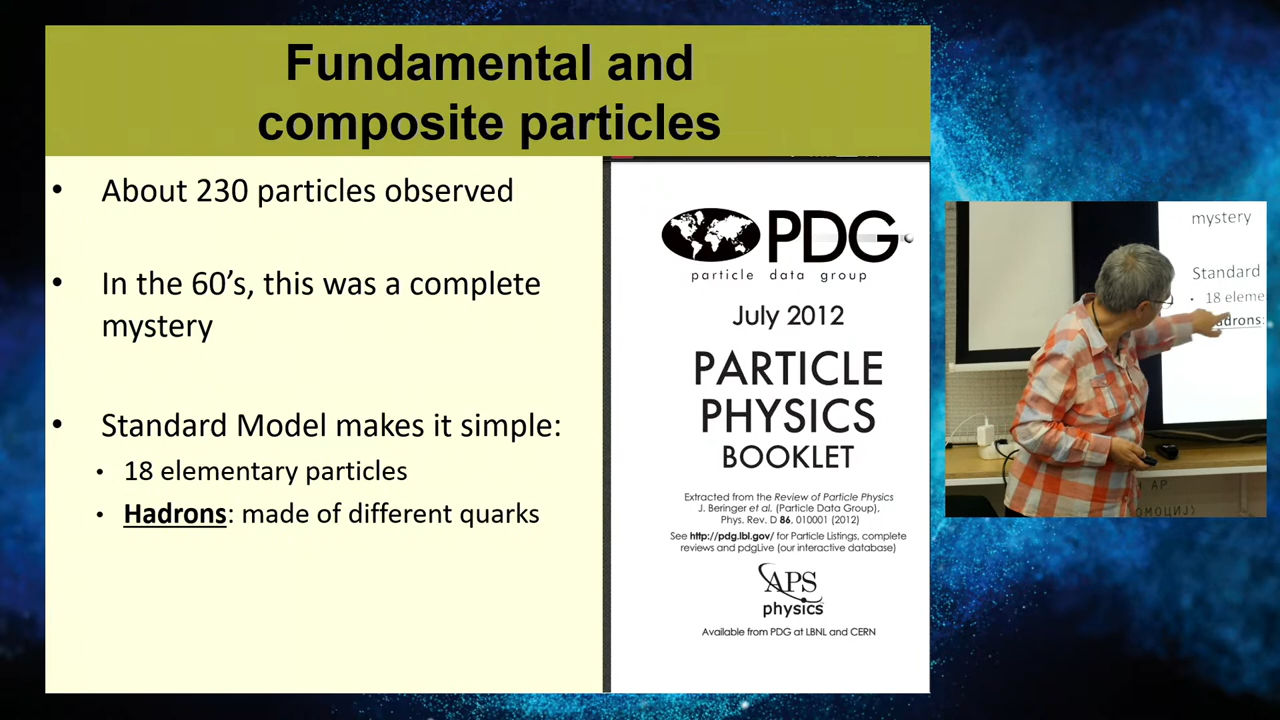 Fundamental and
composite particles
• About 230 particles observed
• In the 60’s, this was a complete
mystery
• Standard Model makes it simple:
• 18 elementary particles
• Hadrons: made of different quarks
PDG
particle data group
July 2012
PARTICLE
PHYSICS
BOOKLET
Extracted from the Review of Particle Physics
J. Beringer et al. (Particle Data Group),
Phys. Rev. D 86, 010001 (2012)
See http://pdg.lbl.gov/ for Particle Listings, complete
reviews and pdgLive (our interactive database)
APS
physics
Available from PDG at LBNL and CERN
mystery
Standard
• 18 eleme
adrons: